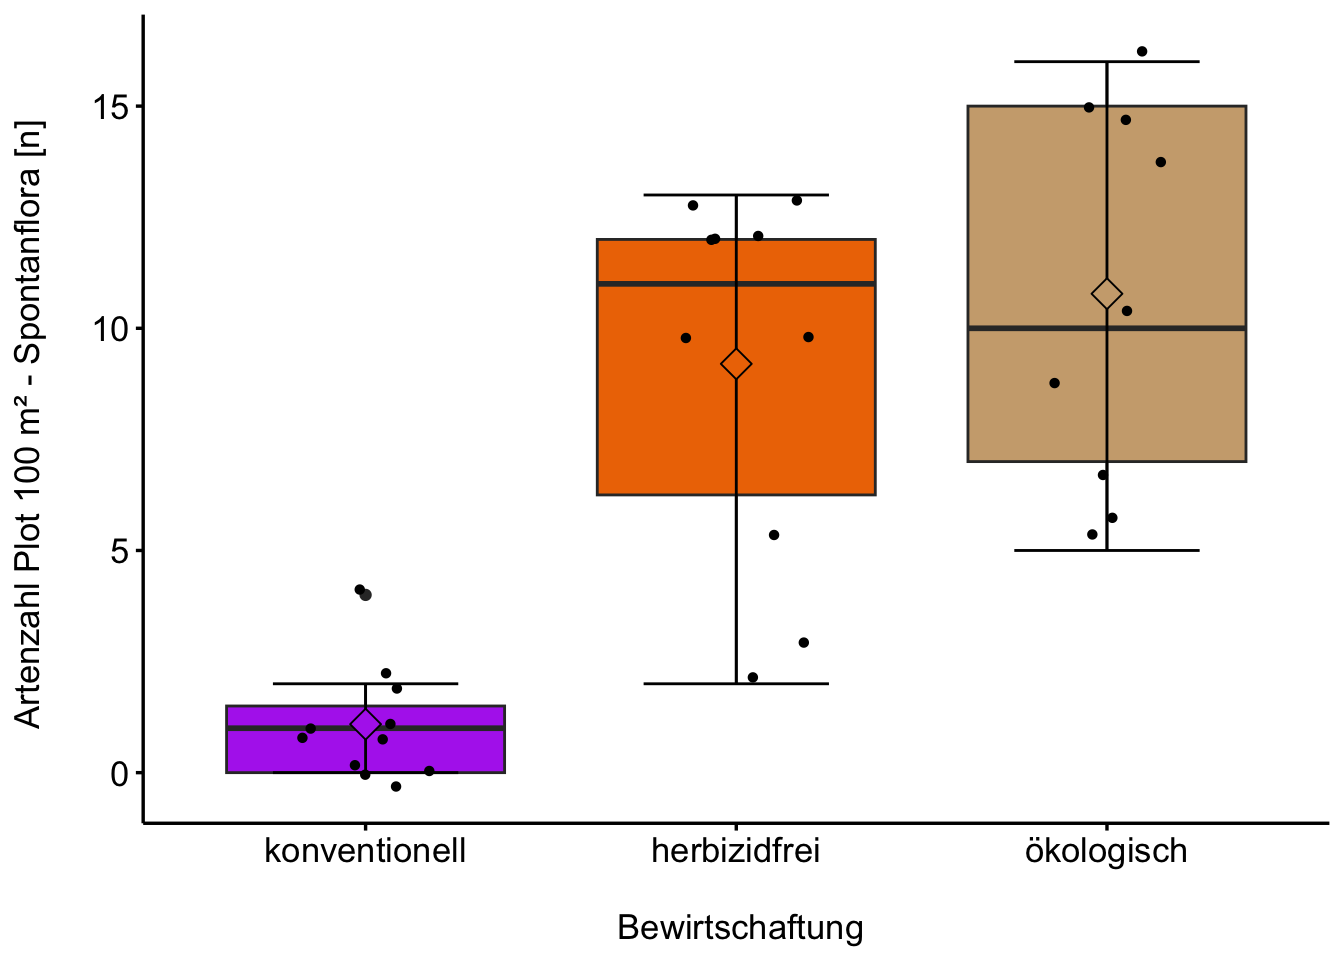 Artenzahl Plot 100 m² - Spontanflora [n]
15
10
5
0
konventionell herbizidfrei ökologisch
Bewirtschaftung